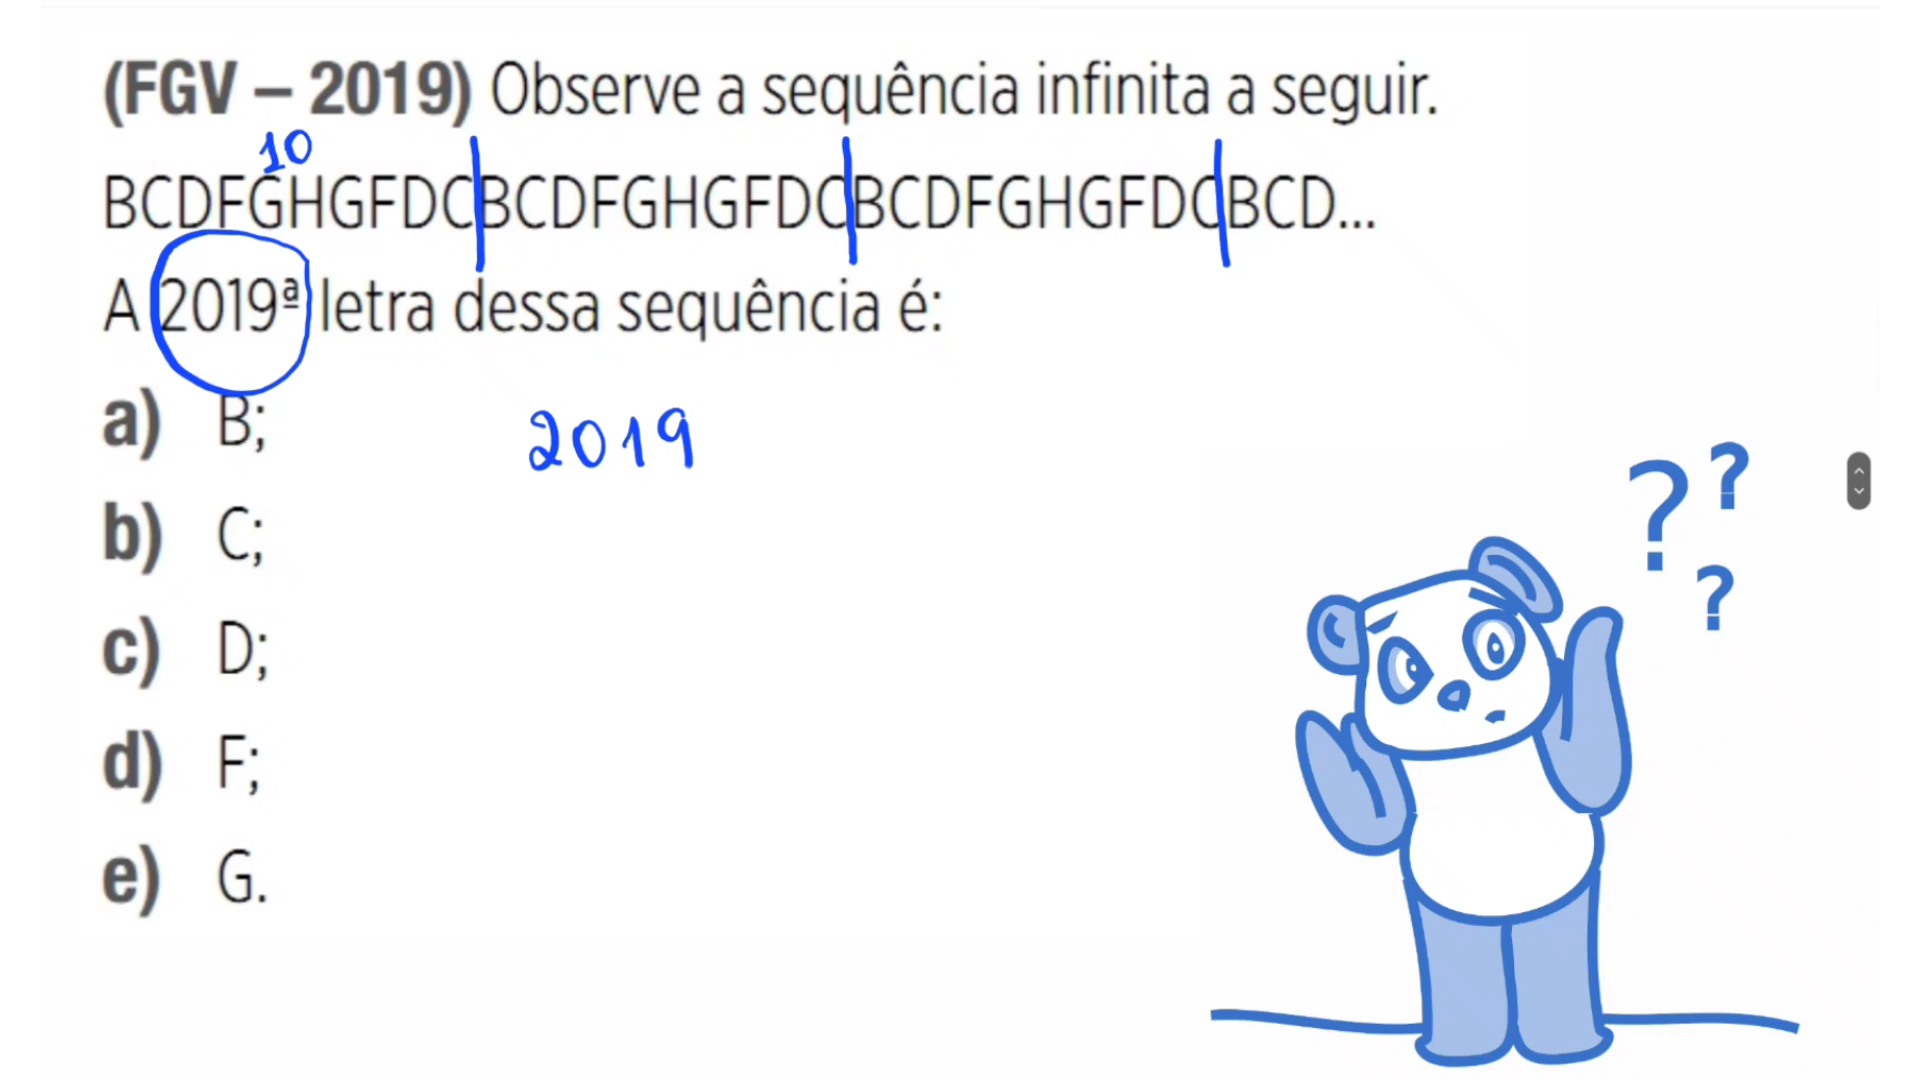 (FGV – 2019) Observe a sequência infinita a seguir.
10
BCDFGHGFDCBCDFGHGFDCBCDFGHGFDCBCD...
A 2019ª letra dessa sequência é:
a) B;
2019
b) C;
c) D;
d) F;
e) G.
? ?
?